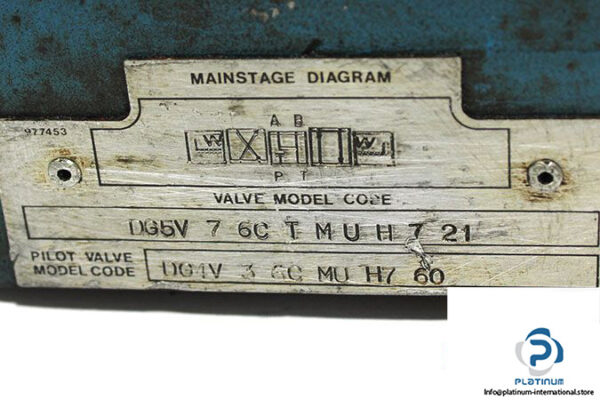 MAINSTAGE DIAGRAM
977453
A B
P T
VALVE MODEL CODE
DG5V 7 6C T M U H 7 21
PILOT VALVE
MODEL CODE
DG4V 3 6C MU H7 60
PLATINUM
Info@platinum-international.store